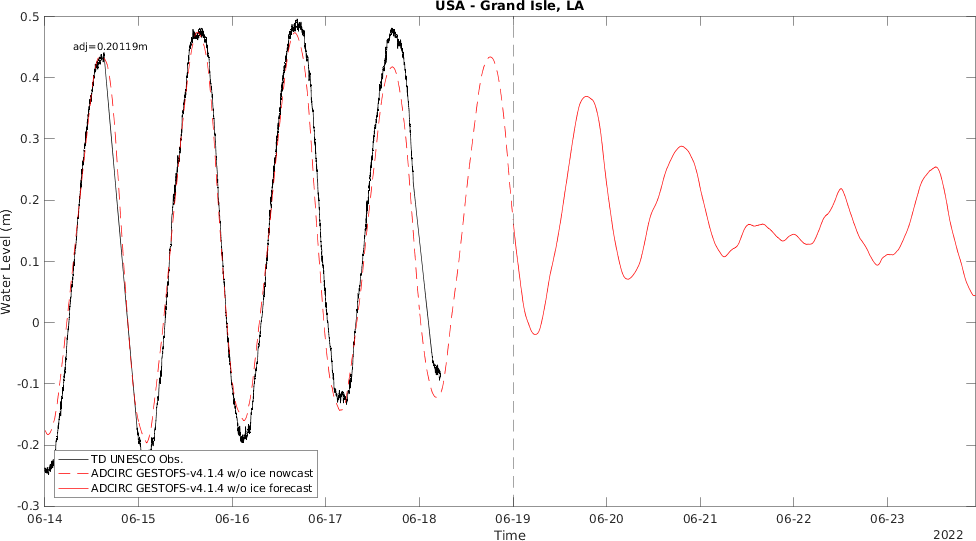 USA - Grand Isle, LA
0.5
adj=0.20119m
0.4
0.3
0.2
0.1
0
-0.1
-0.2
-0.3
Water Level (m)
TD UNESCO Obs.
ADCIRC GESTOFS-v4.1.4 w/o ice nowcast
ADCIRC GESTOFS-v4.1.4 w/o ice forecast
06-14 06-15 06-16 06-17 06-18 06-19 06-20 06-21 06-22 06-23
Time
2022